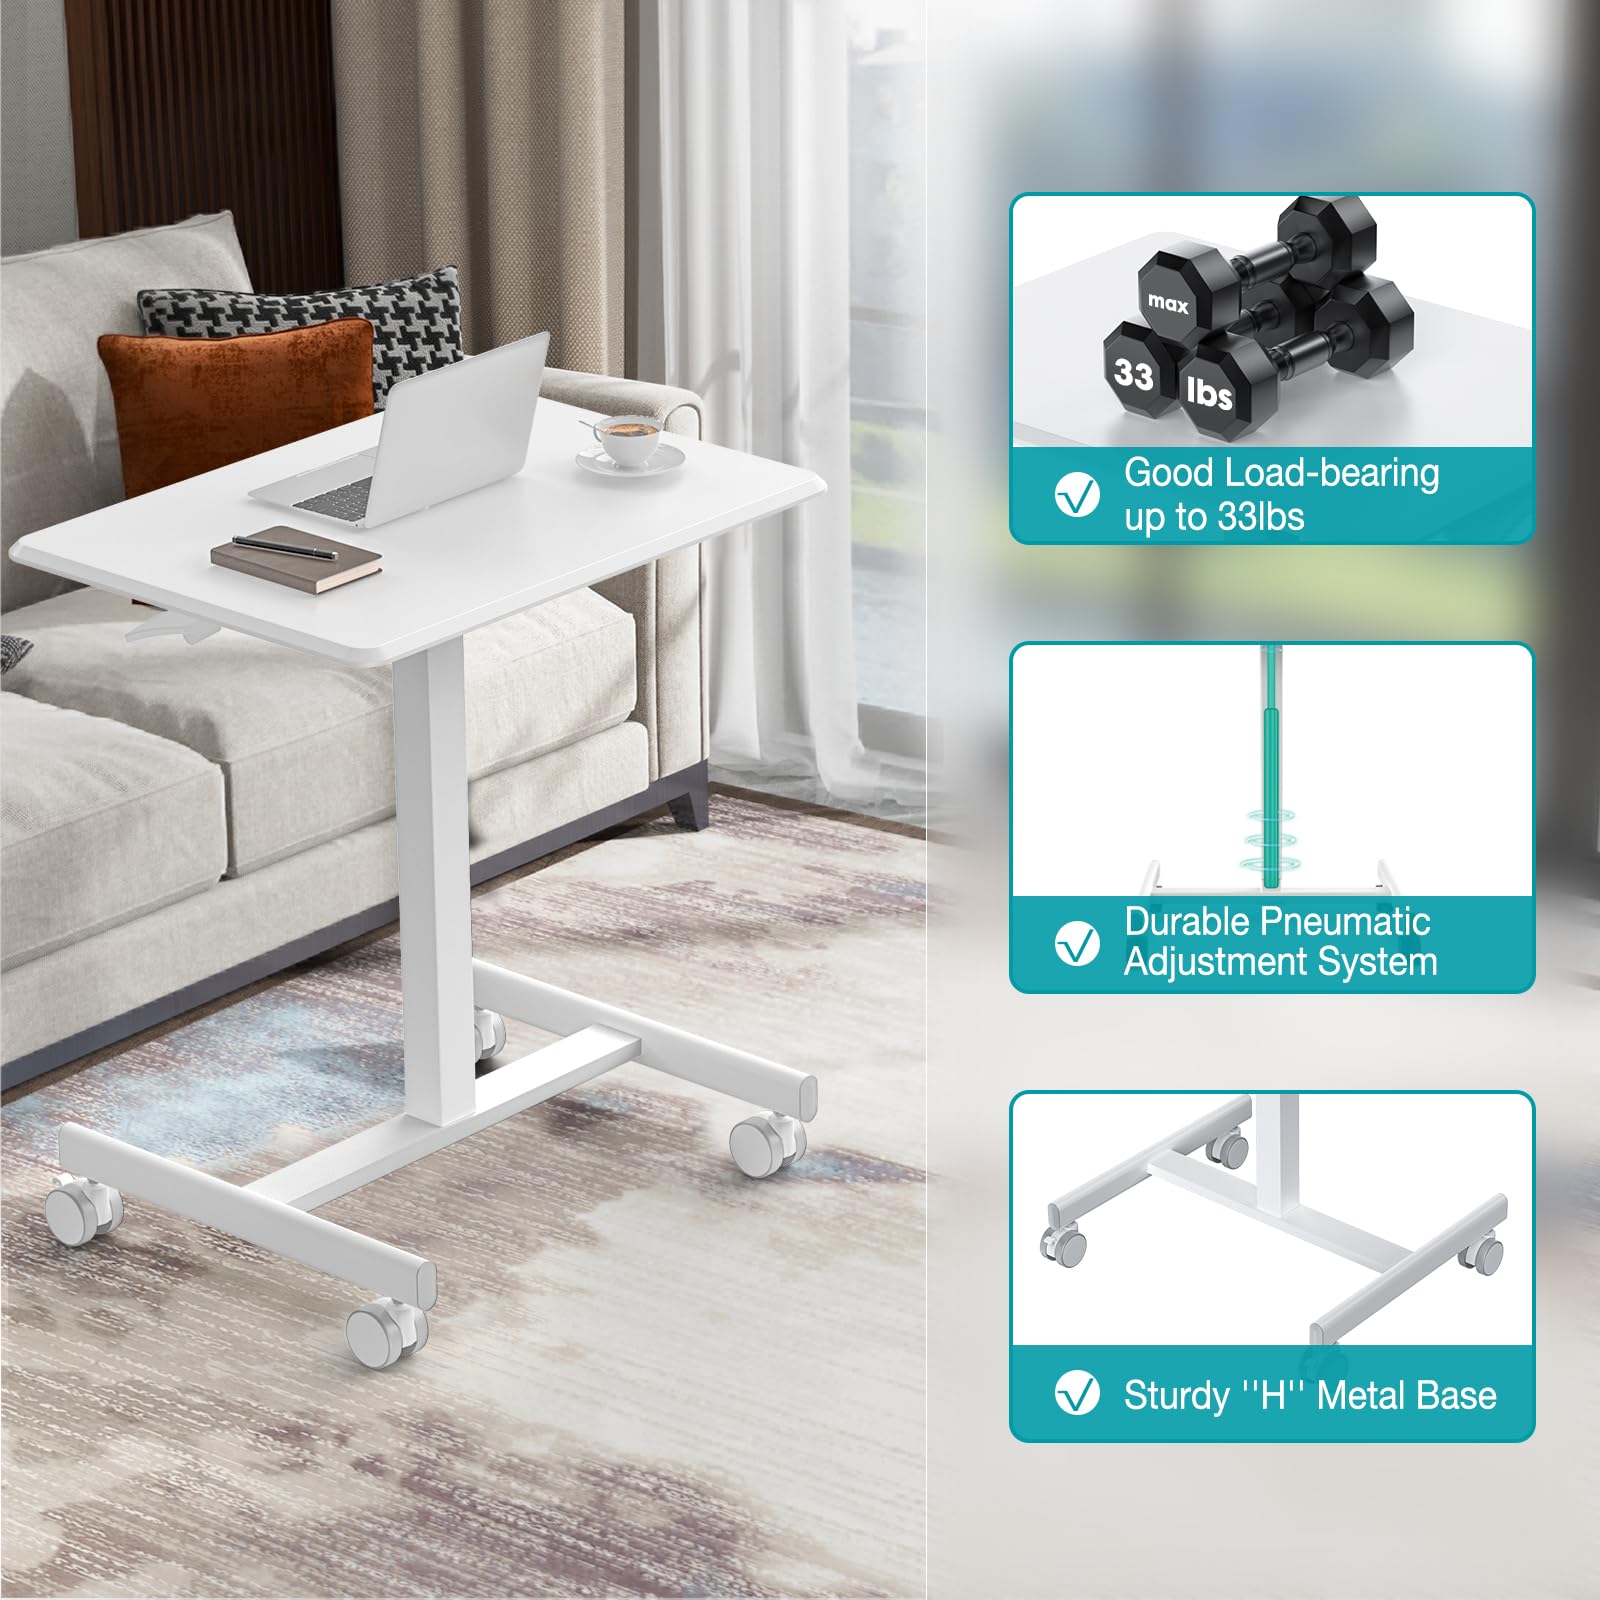 max
33
lbs
Good Load-bearing
up to 33lbs
Durable Pneumatic
Adjustment System
Sturdy "H" Metal Base